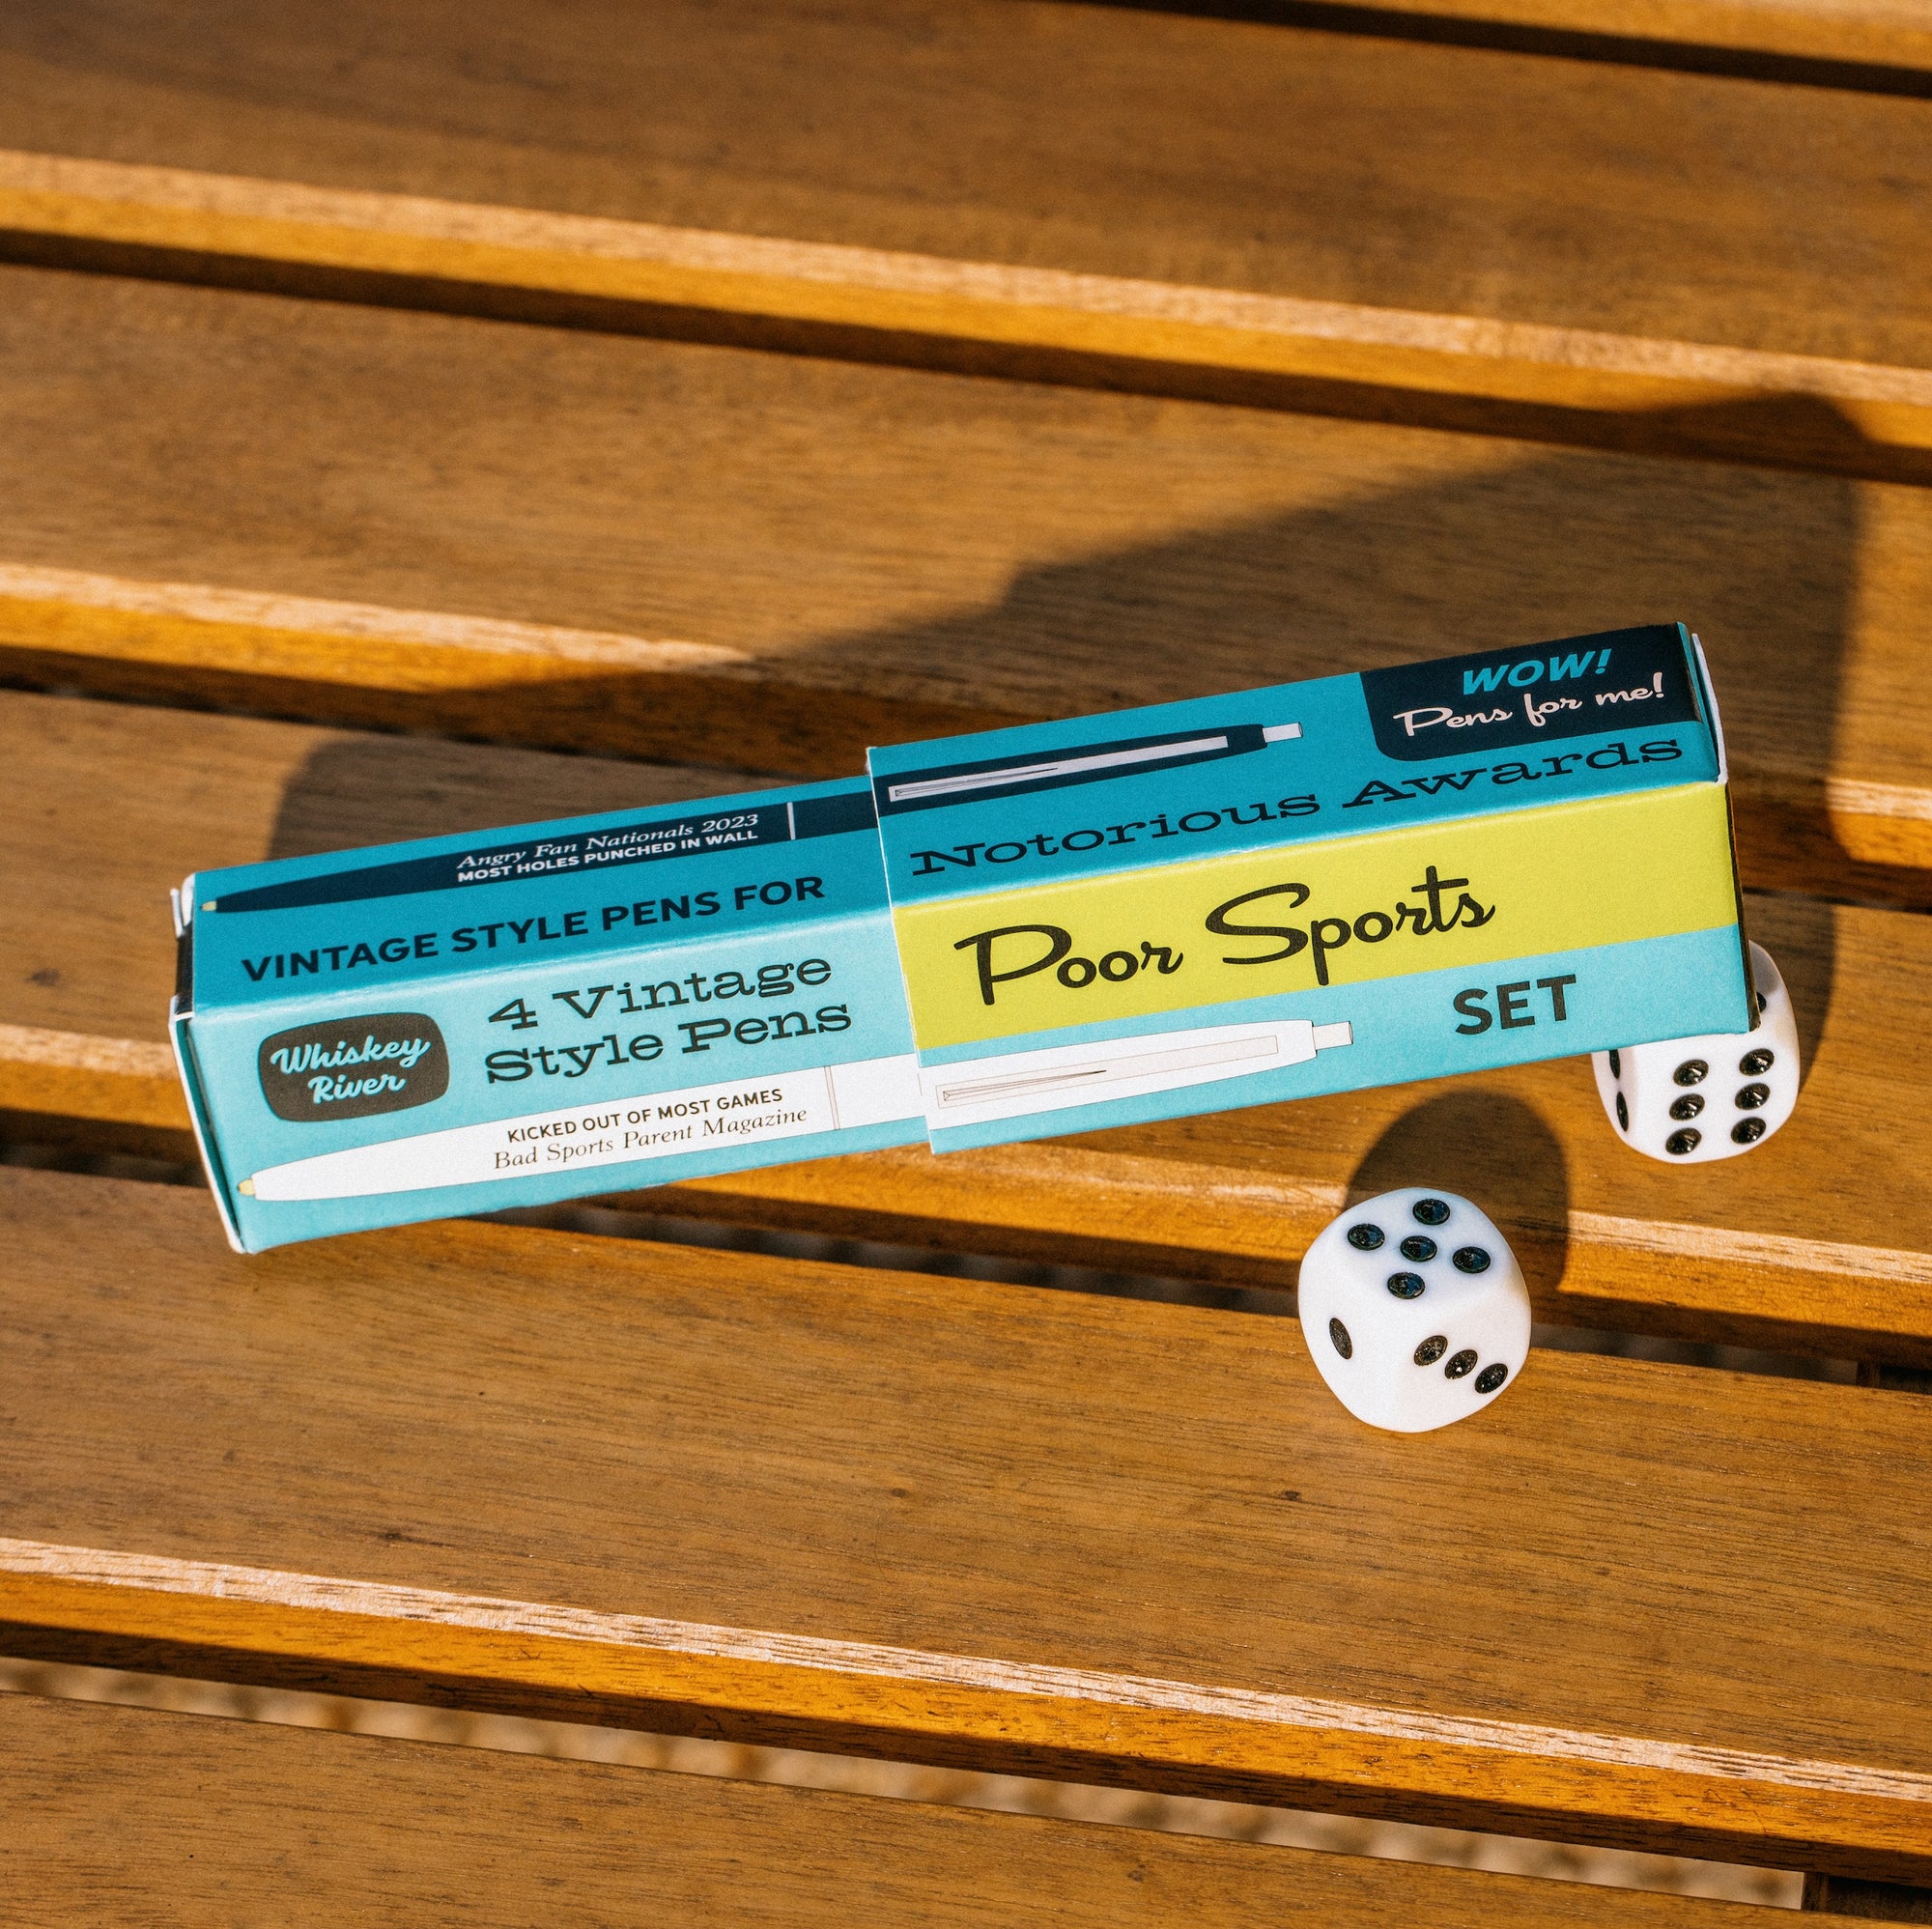 WOW!
Pens for me!
Angry Fan Nationals 2023
MOST HOLES PUNCHED IN WALL
VINTAGE STYLE PENS FOR
Notorious Awards
Whiskey
River
4 Vintage
Style Pens
Poor Sports
SET
KICKED OUT OF MOST GAMES
Bad Sports Parent Magazine